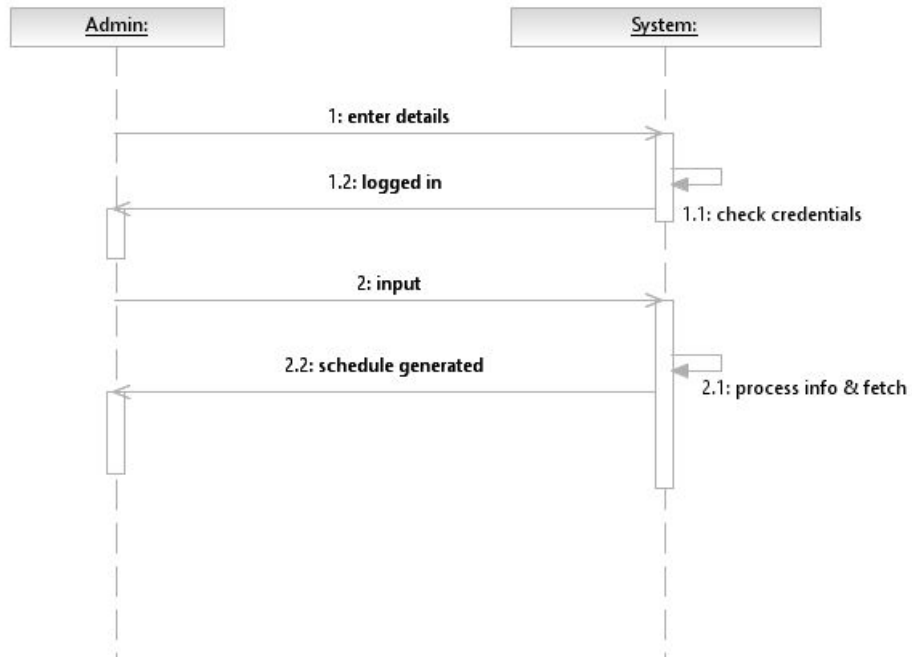 Admin:
System:
1: enter details
1.2: logged in
1.1: check credentials
2: input
2.2: schedule generated
2.1: process info & fetch